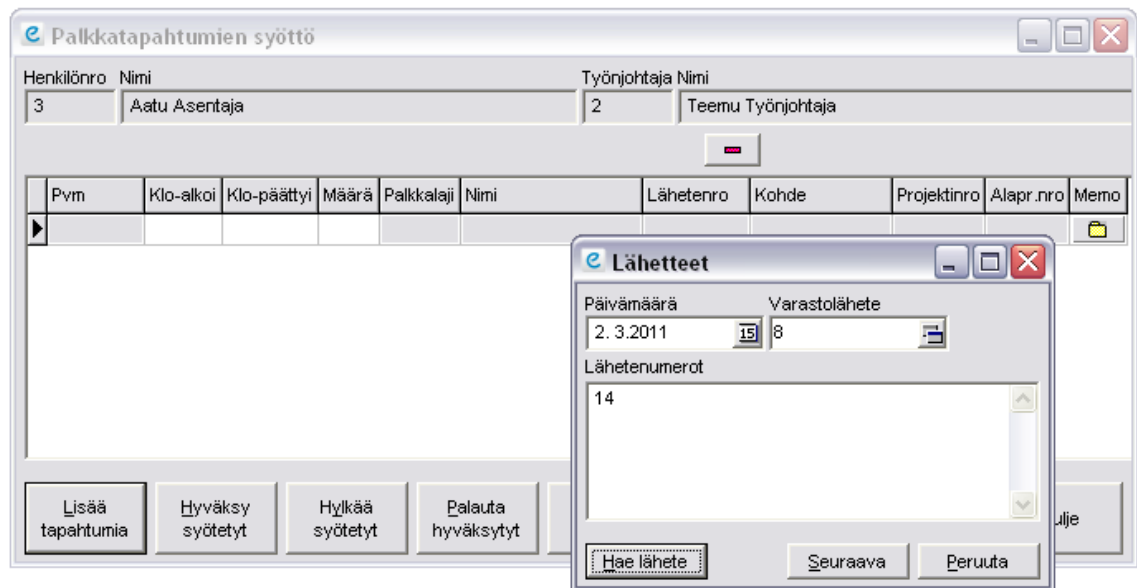 Palkkatapahtumien syöttö
Henkilönro Nimi Työnjohtaja Nimi
3 Aatu Asentaja 2 Teemu Työnjohtaja
Pvm Klo-alkoi Klo-päättyi Määrä Palkkalaji Nimi Lähetenro Kohde Projektinro Alapr.nro Memo
Lähetteet
Päivämäärä Varastolähete
2. 3.2011 15 8
Lähetenumerot
14
Lisää tapahtumia
Hyväksy syötetyt
Hylkää syötetyt
Palauta hyväksytyt
ulje
Hae lähete Seuraava Peruuta